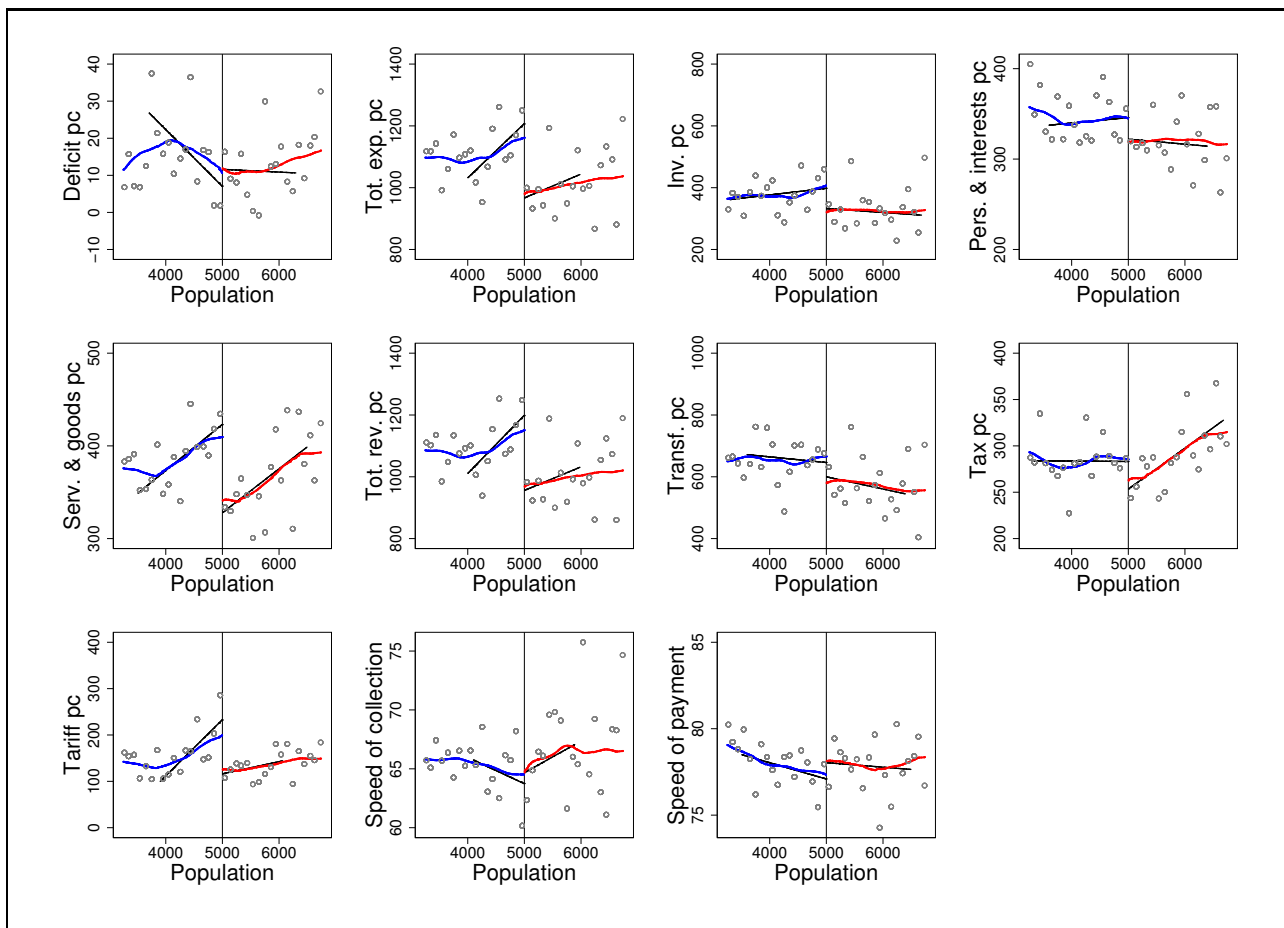 Deficit pc
−10 0 10 20 30 40
4000 5000 6000
Population
Tot. exp. pc
800 1000 1200 1400
4000 5000 6000
Population
Inv. pc
200 400 600 800
4000 5000 6000
Population
Pers. & interests pc
200 300 400
4000 5000 6000
Population
Serv. & goods pc
300 400 500
4000 5000 6000
Population
Tot. rev. pc
800 1000 1200 1400
4000 5000 6000
Population
Transf. pc
400 600 800 1000
4000 5000 6000
Population
Tax pc
200 250 300 350 400
4000 5000 6000
Population
Tariff pc
0 100 200 300 400
4000 5000 6000
Population
Speed of collection
60 65 70 75
4000 5000 6000
Population
Speed of payment
75 80 85
4000 5000 6000
Population